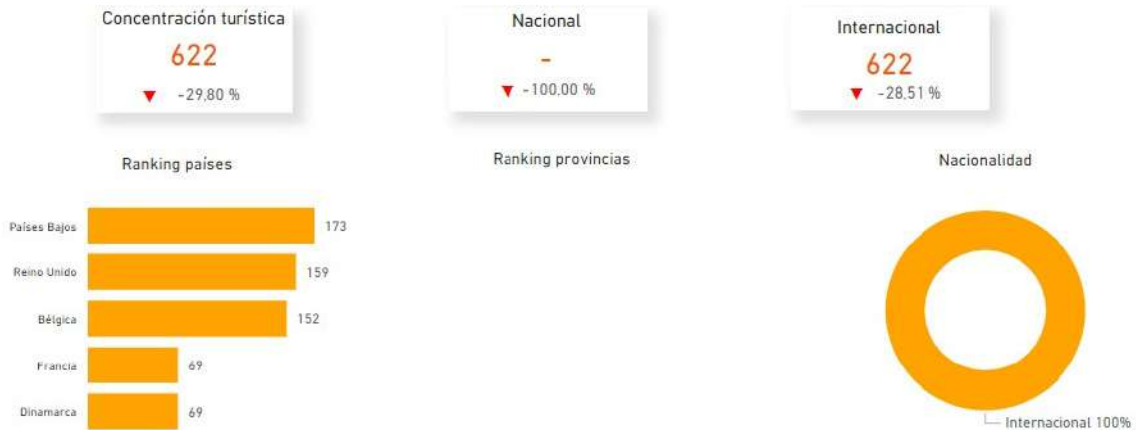 Concentración turística
622
▼ -29,80 %
Nacional
-
▼ -100,00 %
Internacional
622
▼ -28,51 %
Ranking países
Países Bajos 173
Reino Unido 159
Bélgica 152
Francia 69
Dinamarca 69
Ranking provincias
Nacionalidad
Internacional 100%